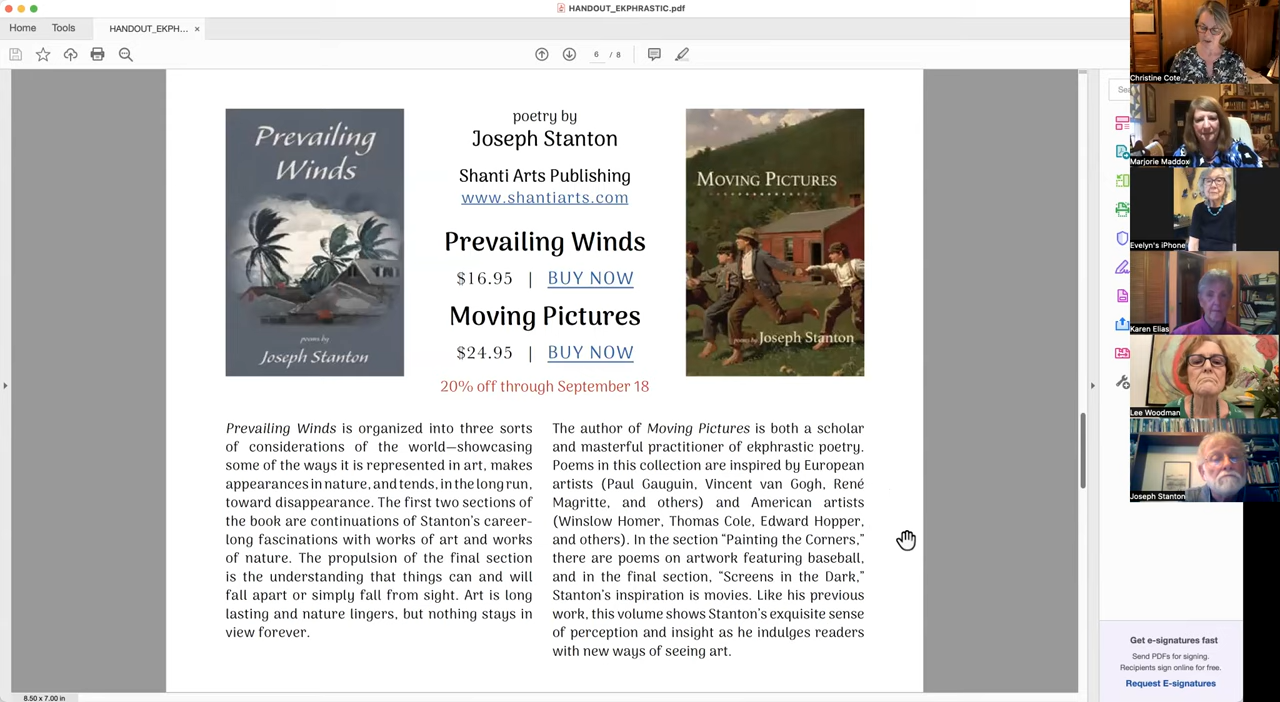 HANDOUT_EKPHRASTIC.pdf
Home
Tools
HANDOUT_EKPH... ×
6 / 8
Prevailing
Winds
poems by
Joseph Stanton
poetry by
Joseph Stanton
Shanti Arts Publishing
www.shantiarts.com
Prevailing Winds
$16.95 | BUY NOW
Moving Pictures
$24.95 | BUY NOW
20% off through September 18
MOVING PICTURES
poems by Joseph Stanton
Prevailing Winds is organized into three sorts
of considerations of the world—showcasing
some of the ways it is represented in art, makes
appearances in nature, and tends, in the long run,
toward disappearance. The first two sections of
the book are continuations of Stanton's career-
long fascinations with works of art and works
of nature. The propulsion of the final section
is the understanding that things can and will
fall apart or simply fall from sight. Art is long
lasting and nature lingers, but nothing stays in
view forever.
The author of Moving Pictures is both a scholar
and masterful practitioner of ekphrastic poetry.
Poems in this collection are inspired by European
artists (Paul Gauguin, Vincent van Gogh, René
Magritte, and others) and American artists
(Winslow Homer, Thomas Cole, Edward Hopper,
and others). In the section “Painting the Corners,”
there are poems on artwork featuring baseball,
and in the final section, “Screens in the Dark,”
Stanton's inspiration is movies. Like his previous
work, this volume shows Stanton's exquisite sense
of perception and insight as he indulges readers
with new ways of seeing art.
8.50 x 7.00 in
Sea
Christine Cote
Marjorie Maddox
Evelyn's iPhone
Karen Elias
Lee Woodman
Joseph Stanton
Get e-signatures fast
Send PDFs for signing.
Recipients sign online for free.
Request E-signatures